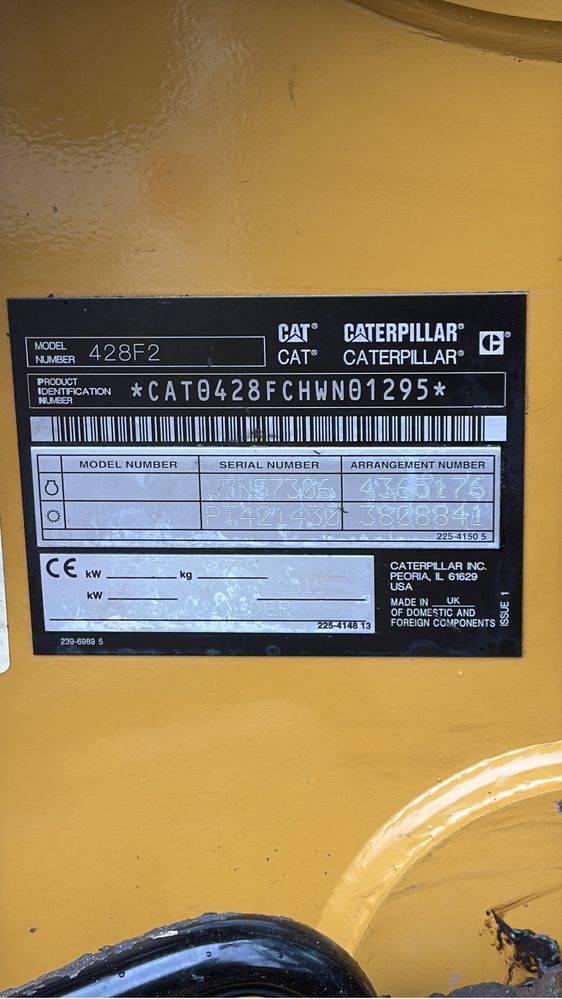 CAT® CATERPILLAR®
MODEL NUMBER 428F2
CAT® CATERPILLAR®
PRODUCT IDENTIFICATION NUMBER *CAT0428FCHWN01295*
MODEL NUMBER SERIAL NUMBER ARRANGEMENT NUMBER
W7N57306 4365176
PT421430 3808841
225-4150 5
CE kW kg
kW 2019
225-4148 13
239-6989 5
CATERPILLAR INC.
PEORIA, IL 61629
USA
MADE IN UK
OF DOMESTIC AND
FOREIGN COMPONENTS
ISSUE 1